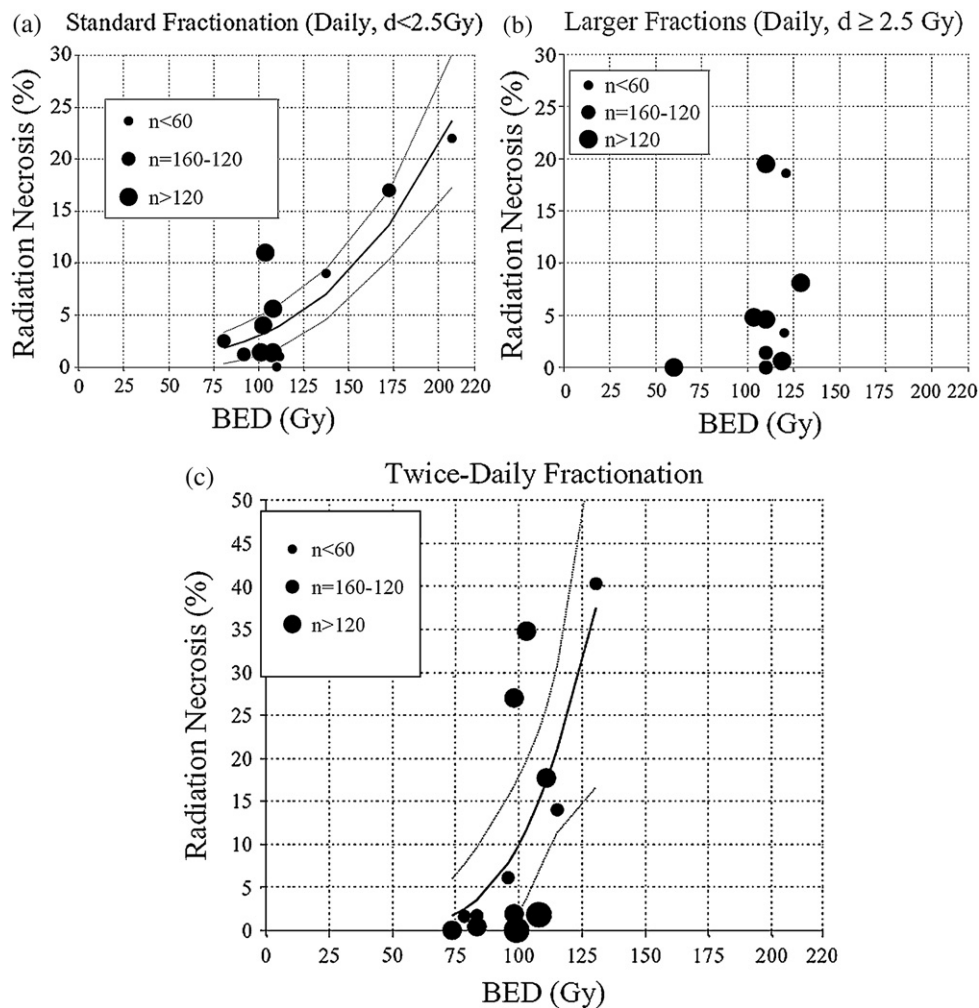 (a) Standard Fractionation (Daily, d<2.5Gy)
30
25
20
15
10
5
0
Radiation Necrosis (%)
n<60
n=160-120
n>120
0 25 50 75 100 125 150 175 200 220
BED (Gy)
(b) Larger Fractions (Daily, d ≥ 2.5 Gy)
30
25
20
15
10
5
0
Radiation Necrosis (%)
n<60
n=160-120
n>120
0 25 50 75 100 125 150 175 200 220
BED (Gy)
(c) Twice-Daily Fractionation
50
45
40
35
30
25
20
15
10
5
0
Radiation Necrosis (%)
n<60
n=160-120
n>120
0 25 50 75 100 125 150 175 200 220
BED (Gy)